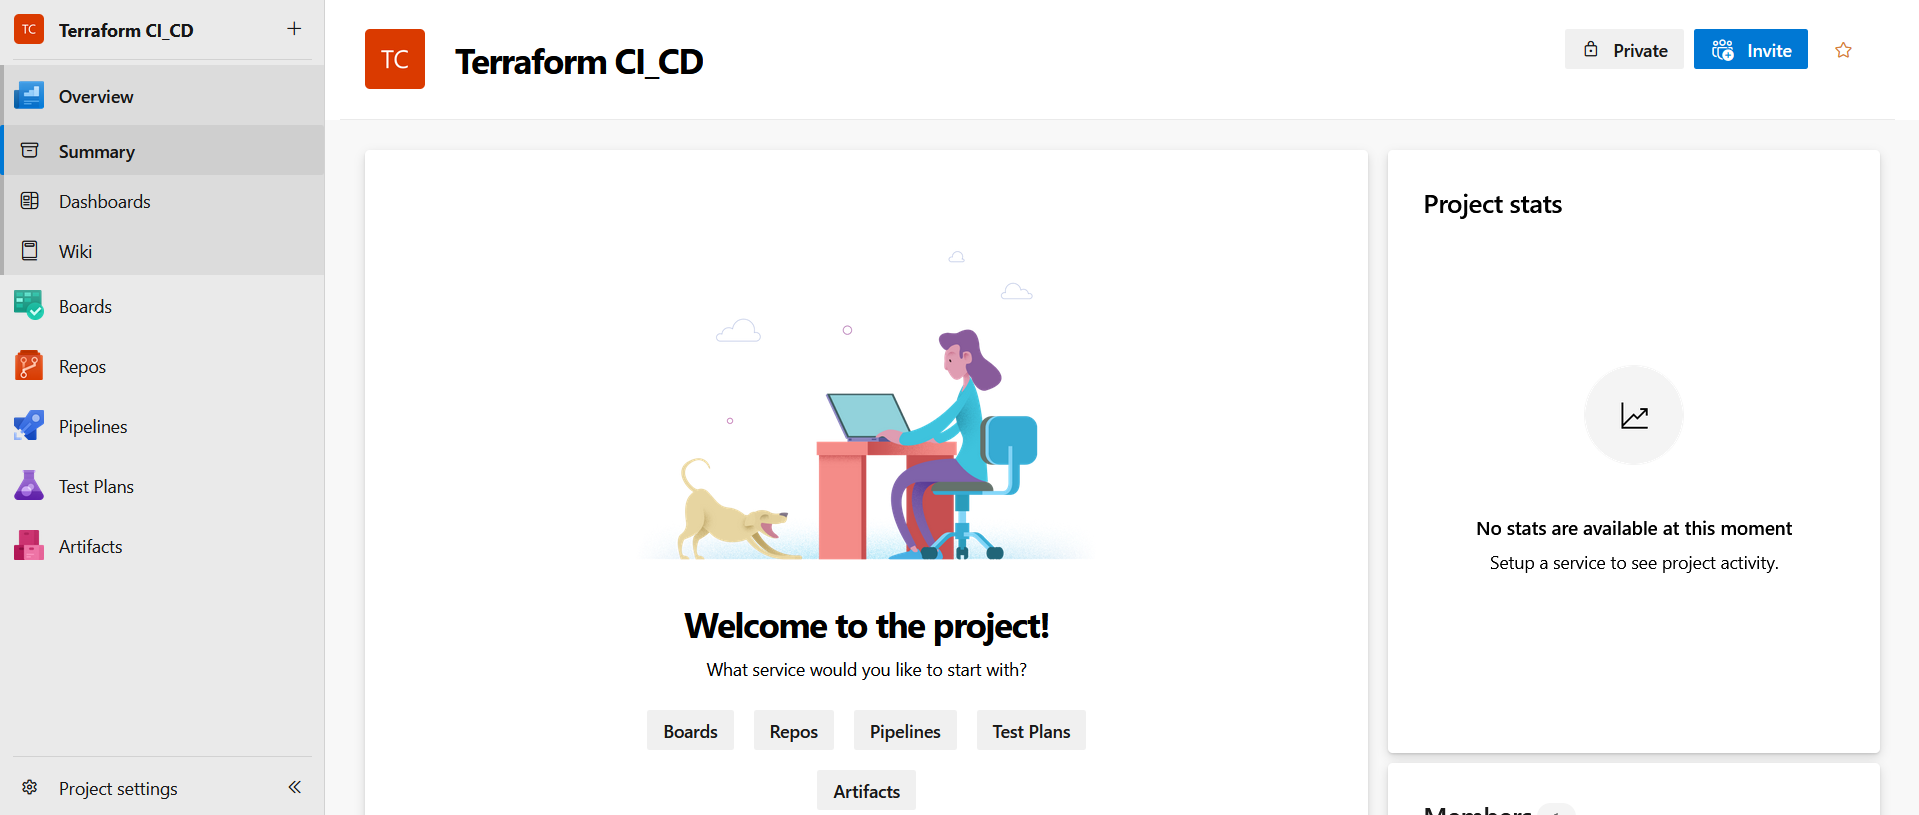 TC Terraform CI_CD
Overview
Summary
Dashboards
Wiki
Boards
Repos
Pipelines
Test Plans
Artifacts
Project settings
TC Terraform CI_CD
Private
Invite
Welcome to the project!
What service would you like to start with?
Boards Repos Pipelines Test Plans
Artifacts
Project stats
No stats are available at this moment
Setup a service to see project activity.
Members